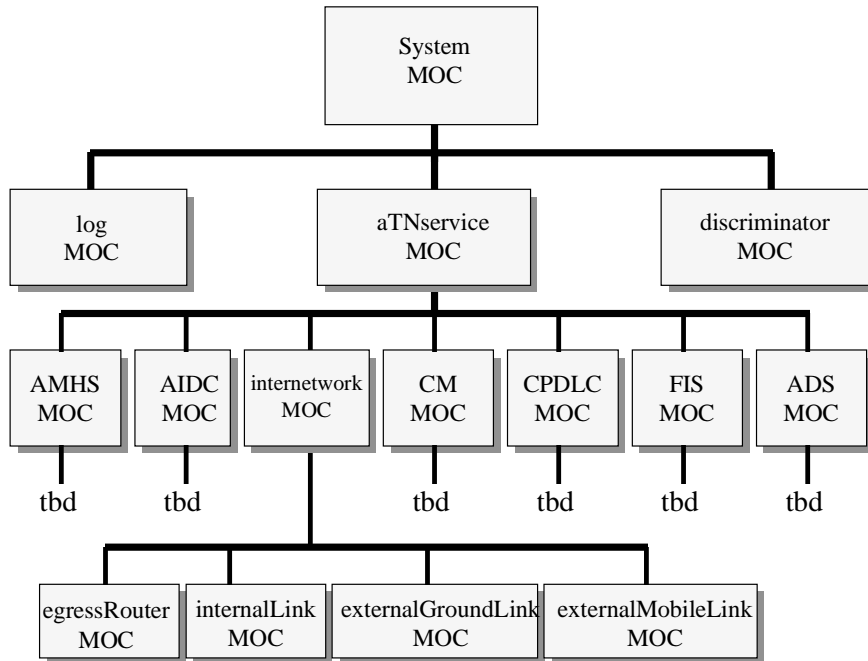 System
MOC
log
MOC
aTNservice
MOC
discriminator
MOC
AMHS
MOC
AIDC
MOC
internetwork
MOC
CM
MOC
CPDLC
MOC
FIS
MOC
ADS
MOC
tbd
tbd
tbd
tbd
tbd
tbd
egressRouter
MOC
internalLink
MOC
externalGroundLink
MOC
externalMobileLink
MOC